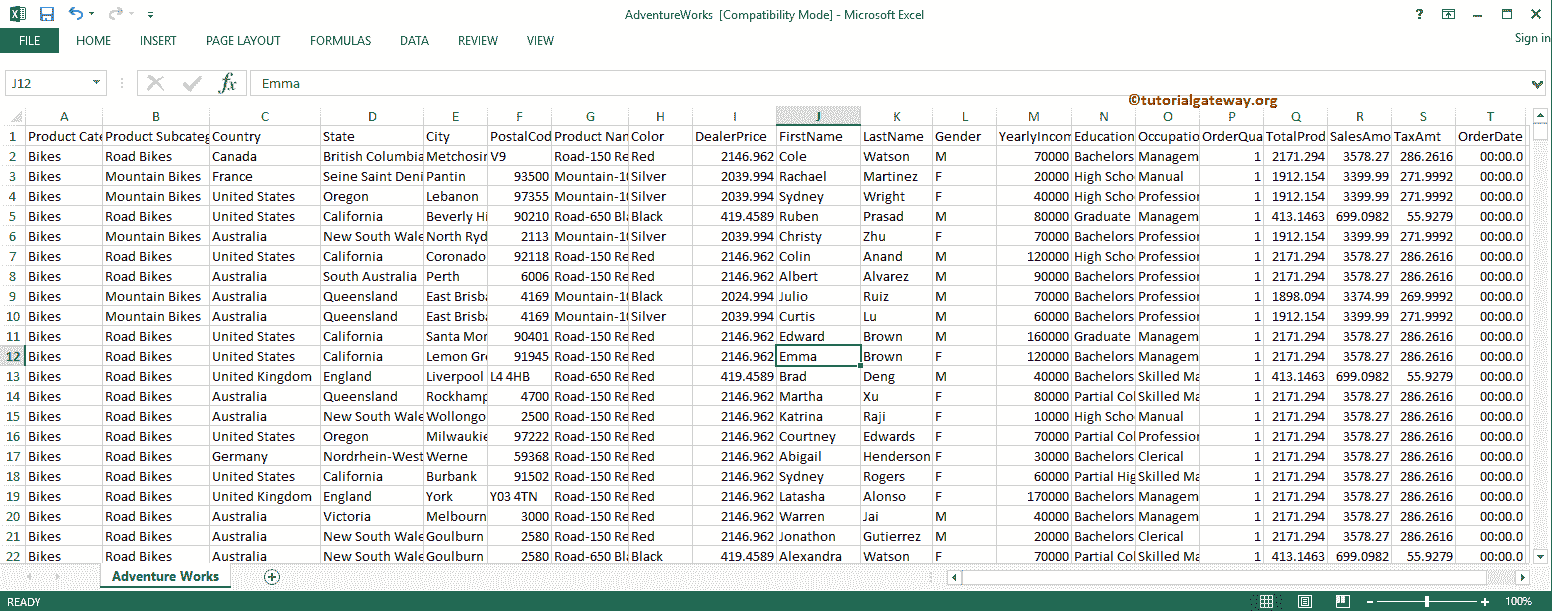 AdventureWorks [Compatibility Mode] - Microsoft Excel
?
FILE HOME INSERT PAGE LAYOUT FORMULAS DATA REVIEW VIEW Sign in
J12 fx Emma
©tutorialgateway.org
A B C D E F G H I J K L M N O P Q R S T
1 Product Cate Product Subcateg Country State City PostalCod Product Nan Color DealerPrice FirstName LastName Gender YearlyIncom Education Occupatio OrderQua TotalProd SalesAmo TaxAmt OrderDate
2 Bikes Road Bikes Canada British Columbia Metchosin V9 Road-150 Re Red 2146.962 Cole Watson M 70000 Bachelors Managem 1 2171.294 3578.27 286.2616 00:00.0
3 Bikes Mountain Bikes France Seine Saint Deni Pantin 93500 Mountain-10 Silver 2039.994 Rachael Martinez F 20000 High Scho Manual 1 1912.154 3399.99 271.9992 00:00.0
4 Bikes Mountain Bikes United States Oregon Lebanon 97355 Mountain-10 Silver 2039.994 Sydney Wright F 40000 High Scho Profession 1 1912.154 3399.99 271.9992 00:00.0
5 Bikes Road Bikes United States California Beverly Hi 90210 Road-650 Bla Black 419.4589 Ruben Prasad M 80000 Graduate Managem 1 413.1463 699.0982 55.9279 00:00.0
6 Bikes Mountain Bikes Australia New South Wale North Ryd 2113 Mountain-10 Silver 2039.994 Christy Zhu F 70000 Bachelors Profession 1 1912.154 3399.99 271.9992 00:00.0
7 Bikes Road Bikes United States California Coronado 92118 Road-150 Re Red 2146.962 Colin Anand M 120000 High Scho Profession 1 2171.294 3578.27 286.2616 00:00.0
8 Bikes Road Bikes Australia South Australia Perth 6006 Road-150 Re Red 2146.962 Albert Alvarez M 90000 Bachelors Profession 1 2171.294 3578.27 286.2616 00:00.0
9 Bikes Mountain Bikes Australia Queensland East Brisba 4169 Mountain-10 Black 2024.994 Julio Ruiz M 70000 Bachelors Profession 1 1898.094 3374.99 269.9992 00:00.0
10 Bikes Mountain Bikes Australia Queensland East Brisba 4169 Mountain-10 Silver 2039.994 Curtis Lu M 60000 Bachelors Profession 1 1912.154 3399.99 271.9992 00:00.0
11 Bikes Road Bikes United States California Santa Mor 90401 Road-150 Re Red 2146.962 Edward Brown M 160000 Graduate Managem 1 2171.294 3578.27 286.2616 00:00.0
12 Bikes Road Bikes United States California Lemon Gro 91945 Road-150 Re Red 2146.962 Emma Brown F 120000 Bachelors Managem 1 2171.294 3578.27 286.2616 00:00.0
13 Bikes Road Bikes United Kingdom England Liverpool L4 4HB Road-650 Re Red 419.4589 Brad Deng M 40000 Bachelors Skilled Ma 1 413.1463 699.0982 55.9279 00:00.0
14 Bikes Road Bikes Australia Queensland Rockhamp 4700 Road-150 Re Red 2146.962 Martha Xu F 80000 Partial Col Skilled Ma 1 2171.294 3578.27 286.2616 00:00.0
15 Bikes Road Bikes Australia New South Wale Wollongo 2500 Road-150 Re Red 2146.962 Katrina Raji F 10000 High Scho Manual 1 2171.294 3578.27 286.2616 00:00.0
16 Bikes Road Bikes United States Oregon Milwaukie 97222 Road-150 Re Red 2146.962 Courtney Edwards F 70000 Partial Col Profession 1 2171.294 3578.27 286.2616 00:00.0
17 Bikes Road Bikes Germany Nordrhein-West Werne 59368 Road-150 Re Red 2146.962 Abigail Henderson F 30000 Bachelors Clerical 1 2171.294 3578.27 286.2616 00:00.0
18 Bikes Road Bikes United States California Burbank 91502 Road-150 Re Red 2146.962 Sydney Rogers F 60000 Partial Hig Skilled Ma 1 2171.294 3578.27 286.2616 00:00.0
19 Bikes Road Bikes United Kingdom England York Y03 4TN Road-150 Re Red 2146.962 Latasha Alonso F 170000 Bachelors Managem 1 2171.294 3578.27 286.2616 00:00.0
20 Bikes Road Bikes Australia Victoria Melbourn 3000 Road-150 Re Red 2146.962 Warren Jai M 40000 Bachelors Managem 1 2171.294 3578.27 286.2616 00:00.0
21 Bikes Road Bikes Australia New South Wale Goulburn 2580 Road-150 Re Red 2146.962 Jonathon Gutierrez M 20000 Bachelors Clerical 1 2171.294 3578.27 286.2616 00:00.0
22 Bikes Road Bikes Australia New South Wale Goulburn 2580 Road-650 Bla Black 419.4589 Alexandra Watson F 70000 Partial Col Skilled Ma 1 413.1463 699.0982 55.9279 00:00.0
Adventure Works
READY 100%